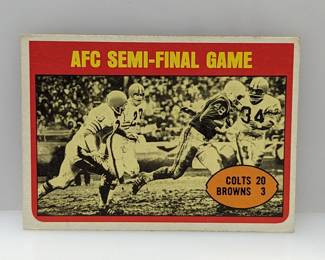 AFC SEMI-FINAL GAME
COLTS 20
BROWNS 3